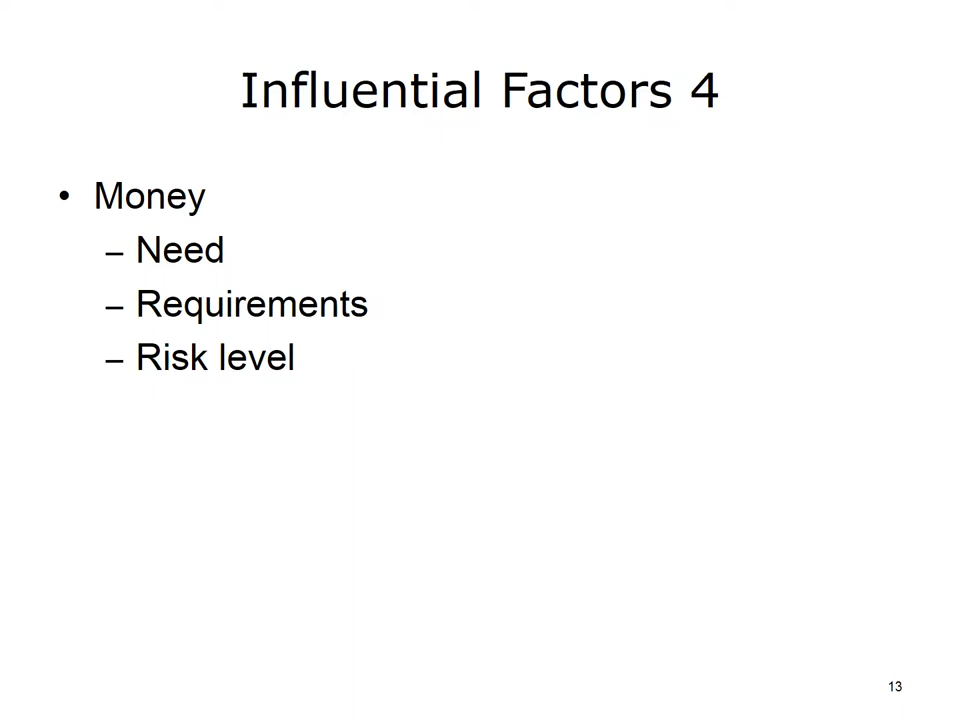 Influential Factors 4
• Money
– Need
– Requirements
– Risk level
13